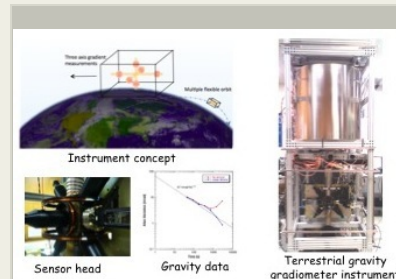 Three axis gradient
measurements
Multiple flexible orbit
Instrument concept
Sensor head
Gravity data
Terrestrial gravity
gradiometer instrument